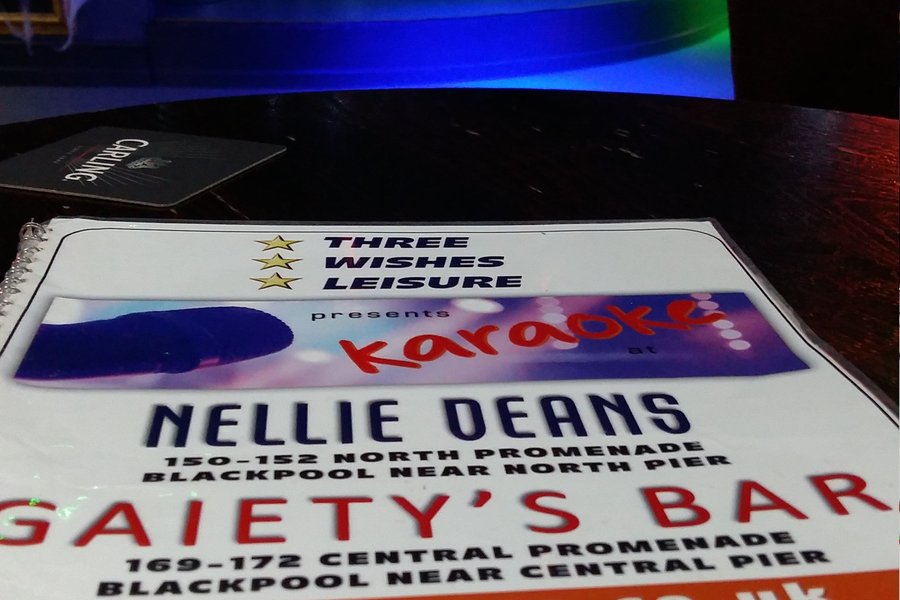 CARLING
THREE
WISHES
LEISURE
presents
karaoke
at
NELLIE DEANS
150-152 NORTH PROMENADE
BLACKPOOL NEAR NORTH PIER
GAIETY'S BAR
169-172 CENTRAL PROMENADE
BLACKPOOL NEAR CENTRAL PIER